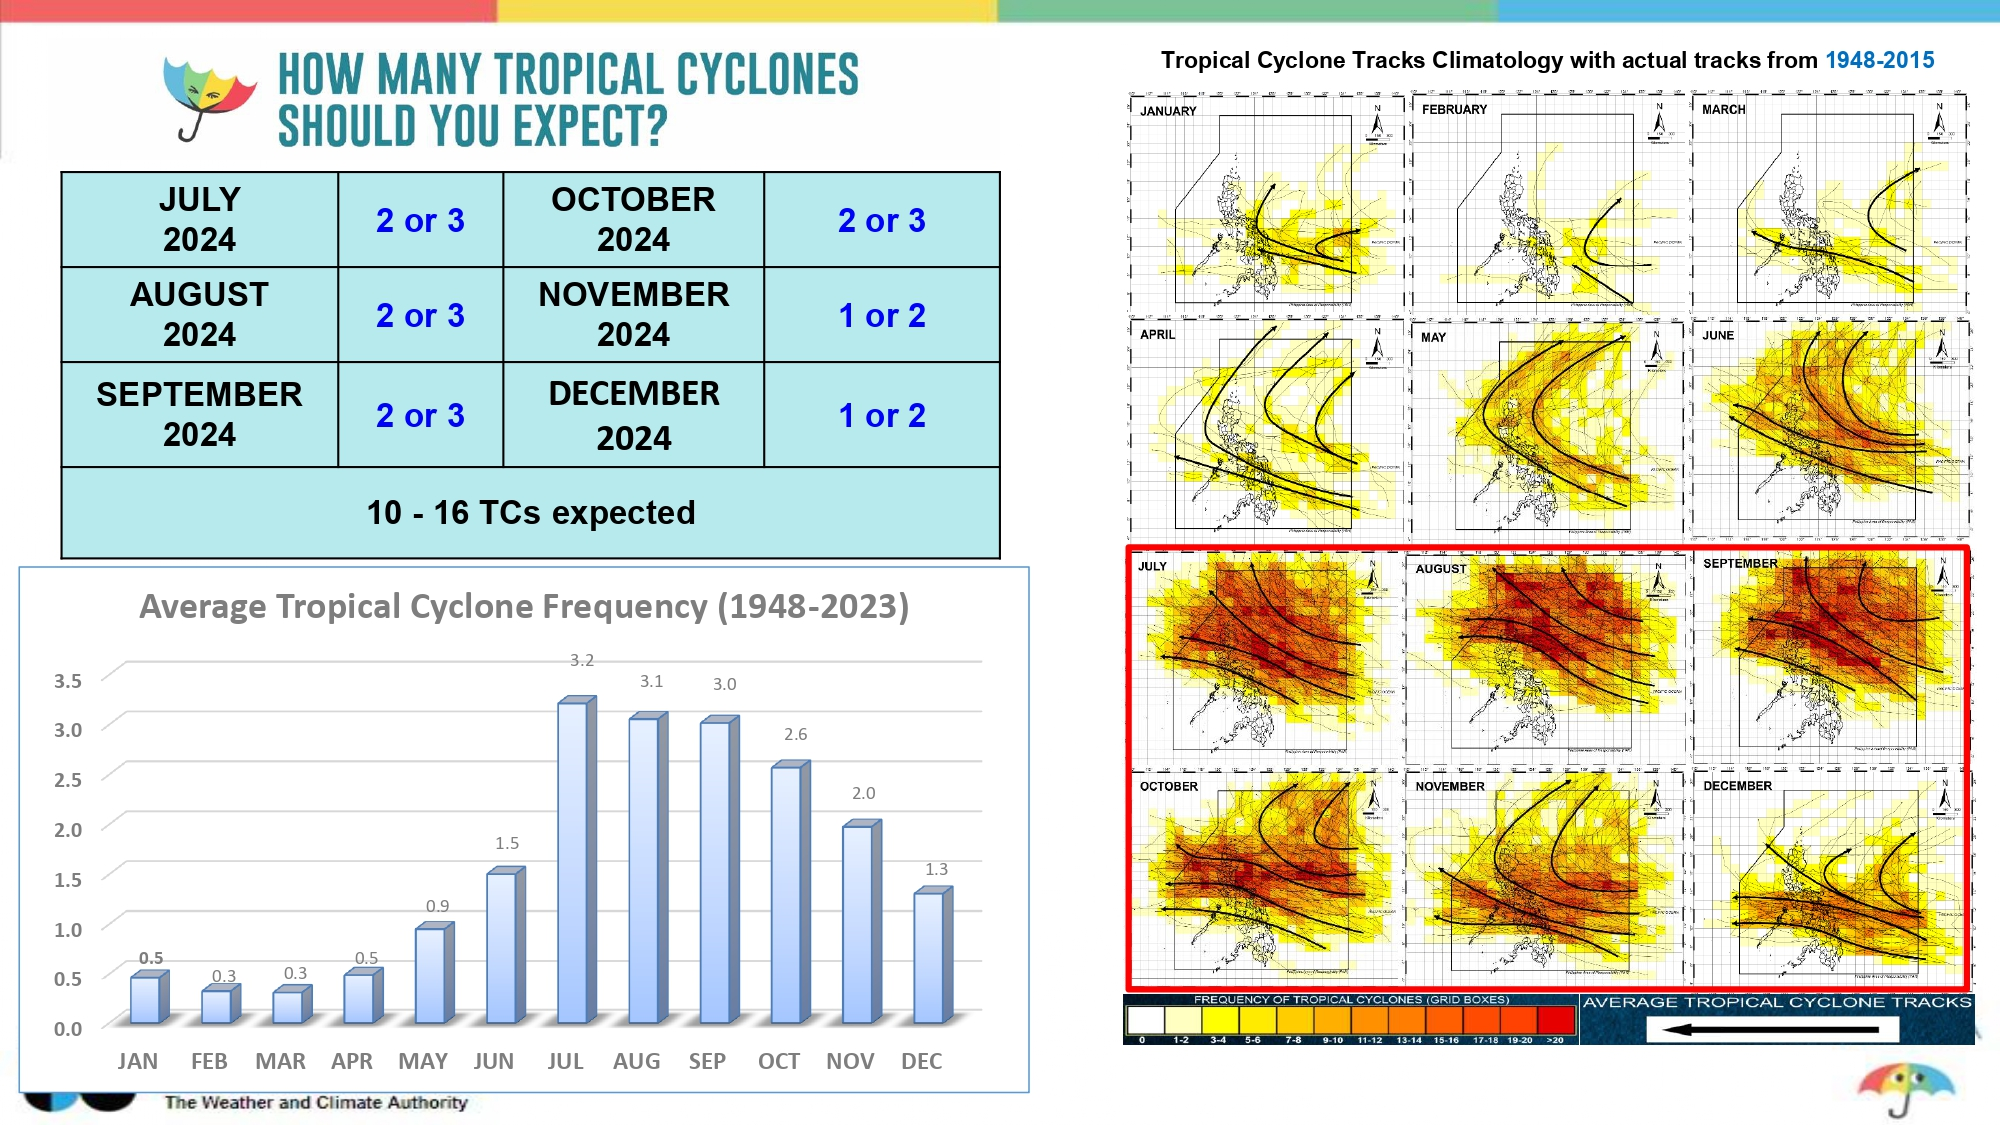 HOW MANY TROPICAL CYCLONES
SHOULD YOU EXPECT?
JULY
2024
2 or 3
OCTOBER
2024
2 or 3
AUGUST
2024
2 or 3
NOVEMBER
2024
1 or 2
SEPTEMBER
2024
2 or 3
DECEMBER
2024
1 or 2
10 - 16 TCs expected
Average Tropical Cyclone Frequency (1948-2023)
3.5
3.0
2.5
2.0
1.5
1.0
0.5
0.0
0.5
0.3
0.3
0.5
0.9
1.5
3.2
3.1
3.0
2.6
2.0
1.3
JAN FEB MAR APR MAY JUN JUL AUG SEP OCT NOV DEC
The Weather and Climate Authority
Tropical Cyclone Tracks Climatology with actual tracks from 1948-2015
JANUARY
N
FEBRUARY
N
MARCH
N
APRIL
N
MAY
N
JUNE
N
JULY
N
AUGUST
N
SEPTEMBER
N
OCTOBER
N
NOVEMBER
N
DECEMBER
N
FREQUENCY OF TROPICAL CYCLONES (GRID BOXES)
0 1-2 3-4 5-6 7-8 9-10 11-12 13-14 15-16 17-18 19-20 >20
AVERAGE TROPICAL CYCLONE TRACKS